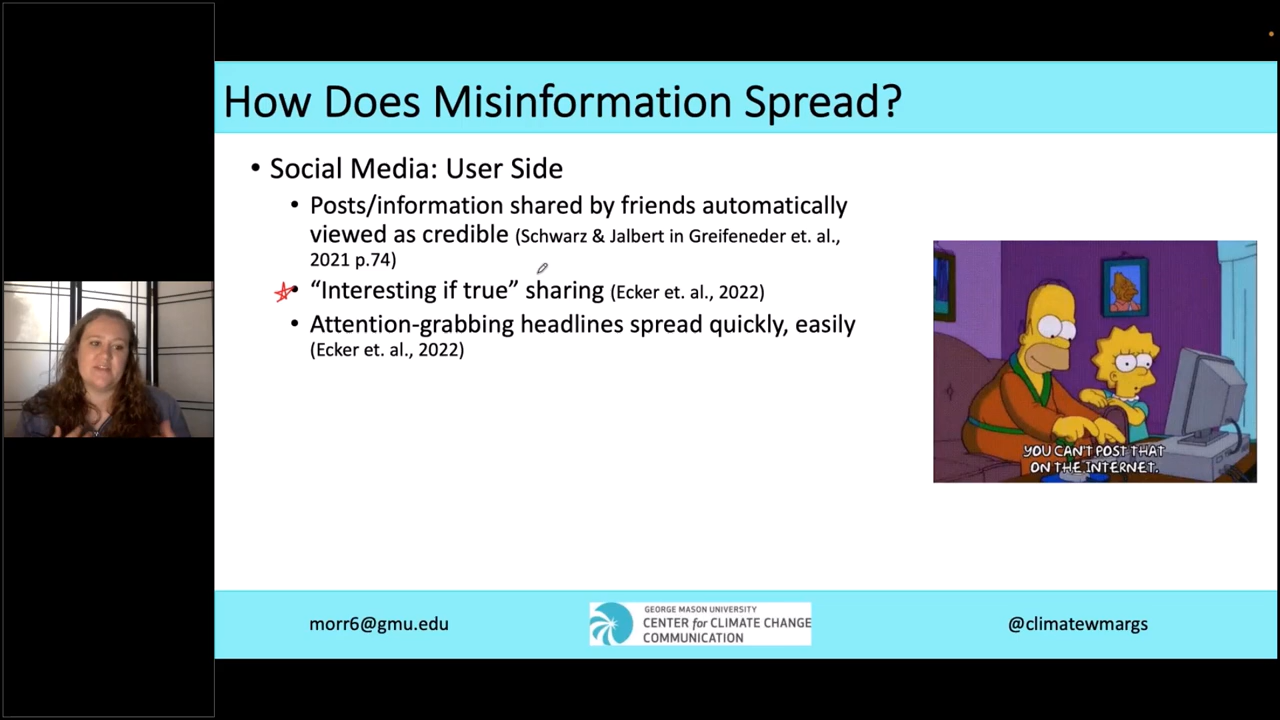 How Does Misinformation Spread?
• Social Media: User Side
• Posts/information shared by friends automatically
viewed as credible (Schwarz & Jalbert in Greifeneder et. al.,
2021 p.74)
• “Interesting if true” sharing (Ecker et. al., 2022)
• Attention-grabbing headlines spread quickly, easily
(Ecker et. al., 2022)
YOU CAN'T POST THAT
ON THE INTERNET.
morr6@gmu.edu
GEORGE MASON UNIVERSITY
CENTER for CLIMATE CHANGE
COMMUNICATION
@climatewmargs